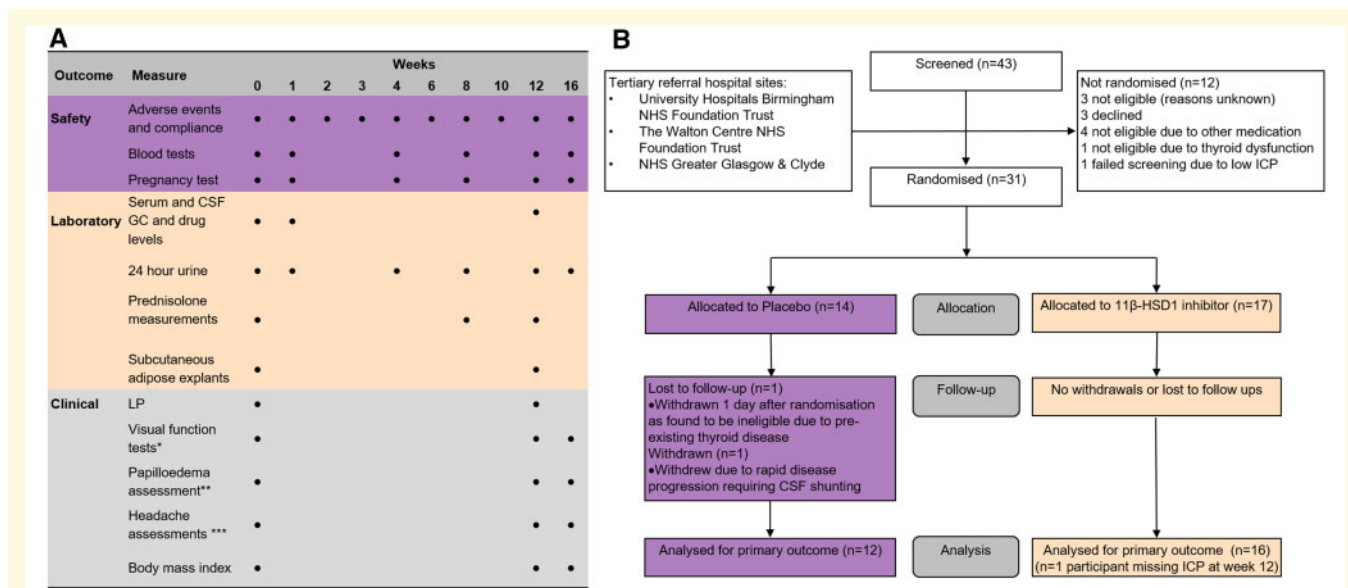 A
Outcome Measure Weeks
0 1 2 3 4 6 8 10 12 16
Safety Adverse events
and compliance ● ● ● ● ● ● ● ● ● ●
Blood tests ● ● ● ● ● ●
Pregnancy test ● ● ● ● ● ●
Laboratory Serum and CSF
GC and drug
levels ● ● ●
24 hour urine ● ● ● ● ● ●
Prednisolone
measurements ● ● ●
Subcutaneous
adipose explants ● ●
Clinical LP ● ●
Visual function
tests* ● ● ●
Papilloedema
assessment** ● ● ●
Headache
assessments *** ● ● ●
Body mass index ● ● ●
B
Screened (n=43)
Tertiary referral hospital sites:
• University Hospitals Birmingham
NHS Foundation Trust
• The Walton Centre NHS
Foundation Trust
• NHS Greater Glasgow & Clyde
Not randomised (n=12)
3 not eligible (reasons unknown)
3 declined
4 not eligible due to other medication
1 not eligible due to thyroid dysfunction
1 failed screening due to low ICP
Randomised (n=31)
Allocated to Placebo (n=14)
Allocation
Allocated to 11β-HSD1 inhibitor (n=17)
Lost to follow-up (n=1)
●Withdrawn 1 day after randomisation
as found to be ineligible due to pre-
existing thyroid disease
Withdrawn (n=1)
●Withdrew due to rapid disease
progression requiring CSF shunting
Follow-up
No withdrawals or lost to follow ups
Analysed for primary outcome (n=12)
Analysis
Analysed for primary outcome (n=16)
(n=1 participant missing ICP at week 12)